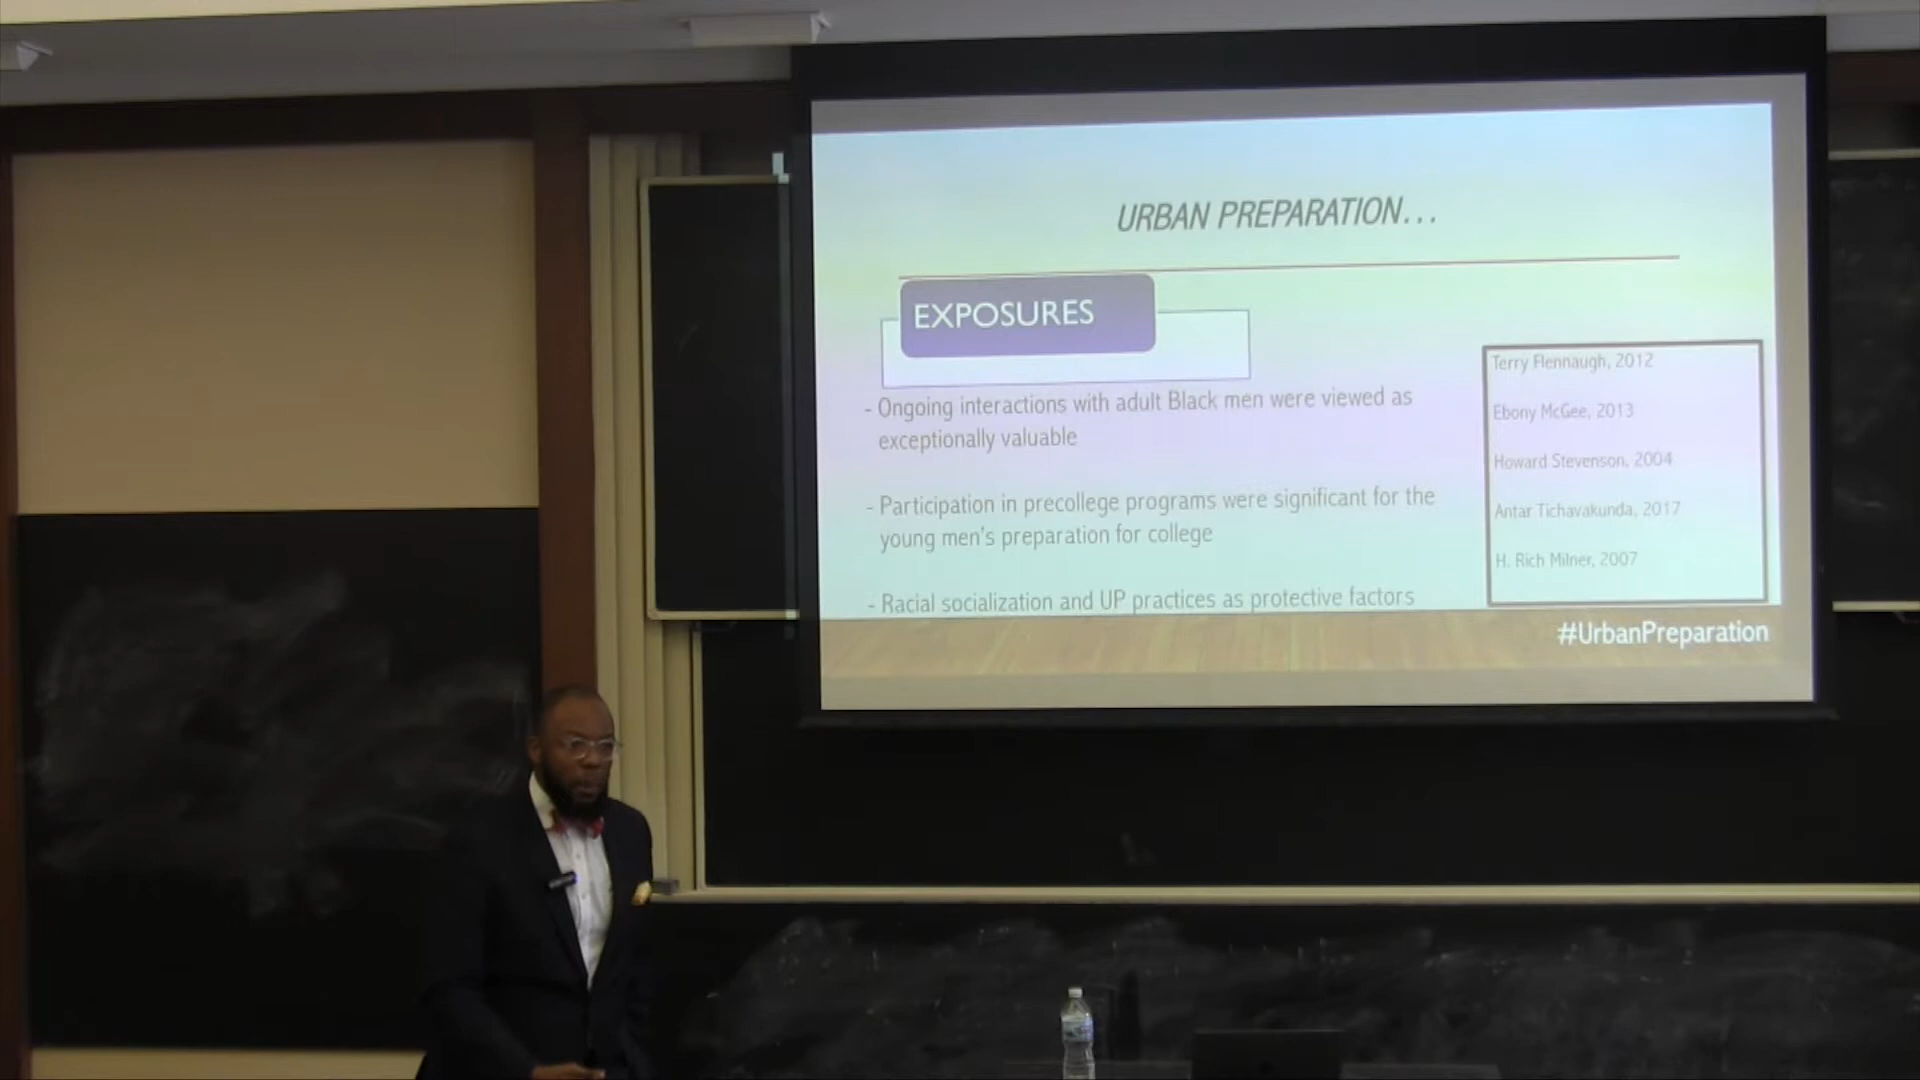 URBAN PREPARATION...
EXPOSURES
- Ongoing interactions with adult Black men were viewed as
exceptionally valuable
- Participation in precollege programs were significant for the
young men's preparation for college
- Racial socialization and UP practices as protective factors
Terry Flennaugh, 2012
Ebony McGee, 2013
Howard Stevenson, 2004
Antar Tichavakunda, 2017
H. Rich Milner, 2007
#UrbanPreparation